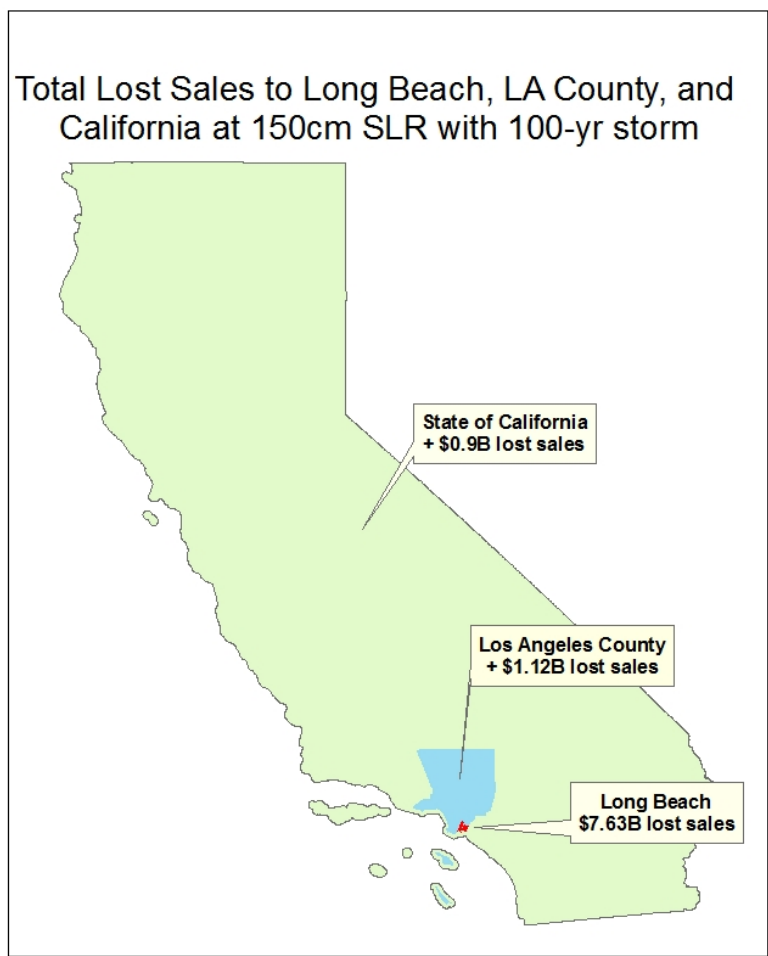 Total Lost Sales to Long Beach, LA County, and
California at 150cm SLR with 100-yr storm
State of California
+ $0.9B lost sales
Los Angeles County
+ $1.12B lost sales
Long Beach
$7.63B lost sales